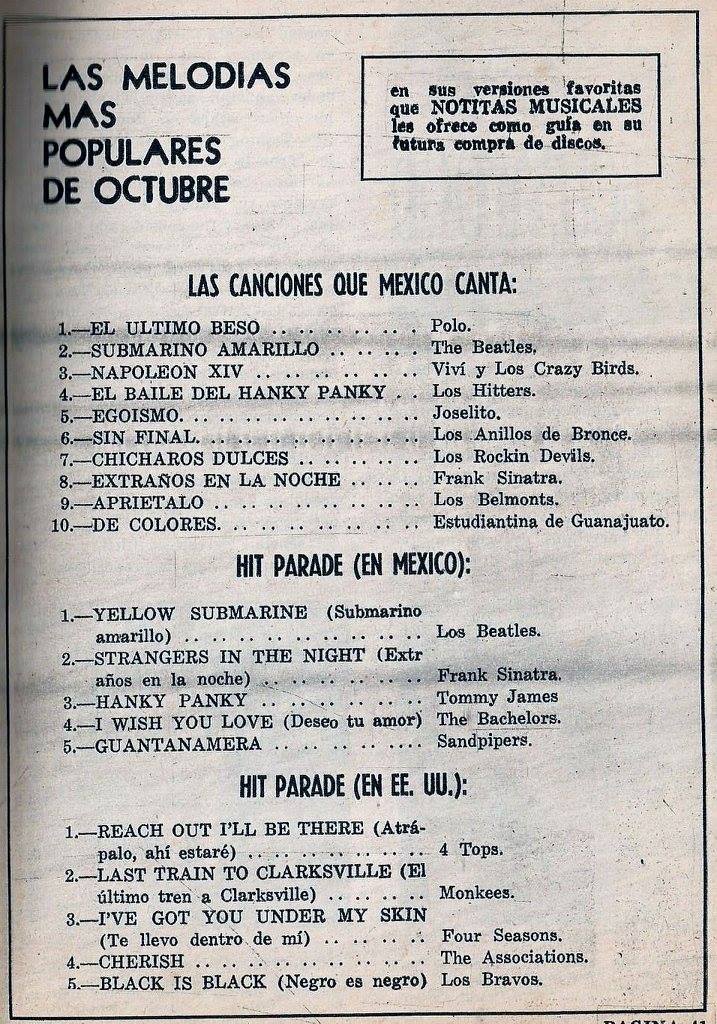 LAS MELODIAS
MAS
POPULARES
DE OCTUBRE
en sus versiones favoritas
que NOTITAS MUSICALES
les ofrece como guía en su
futura compra de discos.
LAS CANCIONES QUE MEXICO CANTA:
1.—EL ULTIMO BESO .. .. .. .. .. . Polo.
2.—SUBMARINO AMARILLO .. .. .. . The Beatles.
3.—NAPOLEON XIV .. .. .. .. .. .. . Viví y Los Crazy Birds.
4.—EL BAILE DEL HANKY PANKY . . Los Hitters.
5.—EGOISMO. .. .. .. .. .. .. .. .. Joselito.
6.—SIN FINAL. .. .. .. .. .. .. .. . Los Anillos de Bronce.
7.—CHICHAROS DULCES .. .. .. .. . Los Rockin Devils.
8.—EXTRAÑOS EN LA NOCHE .. .. .. Frank Sinatra.
9.—APRIETALO .. .. .. .. .. .. .. . Los Belmonts.
10.—DE COLORES. .. .. .. .. .. .. . Estudiantina de Guanajuato.
HIT PARADE (EN MEXICO):
1.—YELLOW SUBMARINE (Submarino
amarillo) .. .. .. .. .. .. .. .. .. Los Beatles.
2.—STRANGERS IN THE NIGHT (Extr
años en la noche) .. .. .. .. .. .. Frank Sinatra.
3.—HANKY PANKY .. .. .. .. .. .. Tommy James
4.—I WISH YOU LOVE (Deseo tu amor) The Bachelors.
5.—GUANTANAMERA .. .. .. .. .... Sandpipers.
HIT PARADE (EN EE. UU.):
1.—REACH OUT I'LL BE THERE (Atrá-
palo, ahí estaré) .. .. .. .. .. .. .. 4 Tops.
2.—LAST TRAIN TO CLARKSVILLE (El
último tren a Clarksville) .. .. .. .. Monkees.
3.—I'VE GOT YOU UNDER MY SKIN
(Te llevo dentro de mí) .. .. .. .. . Four Seasons.
4.—CHERISH .. .. .. .. .. .. .. .. .. The Associations.
5.—BLACK IS BLACK (Negro es negro) Los Bravos.
PAGINA 41